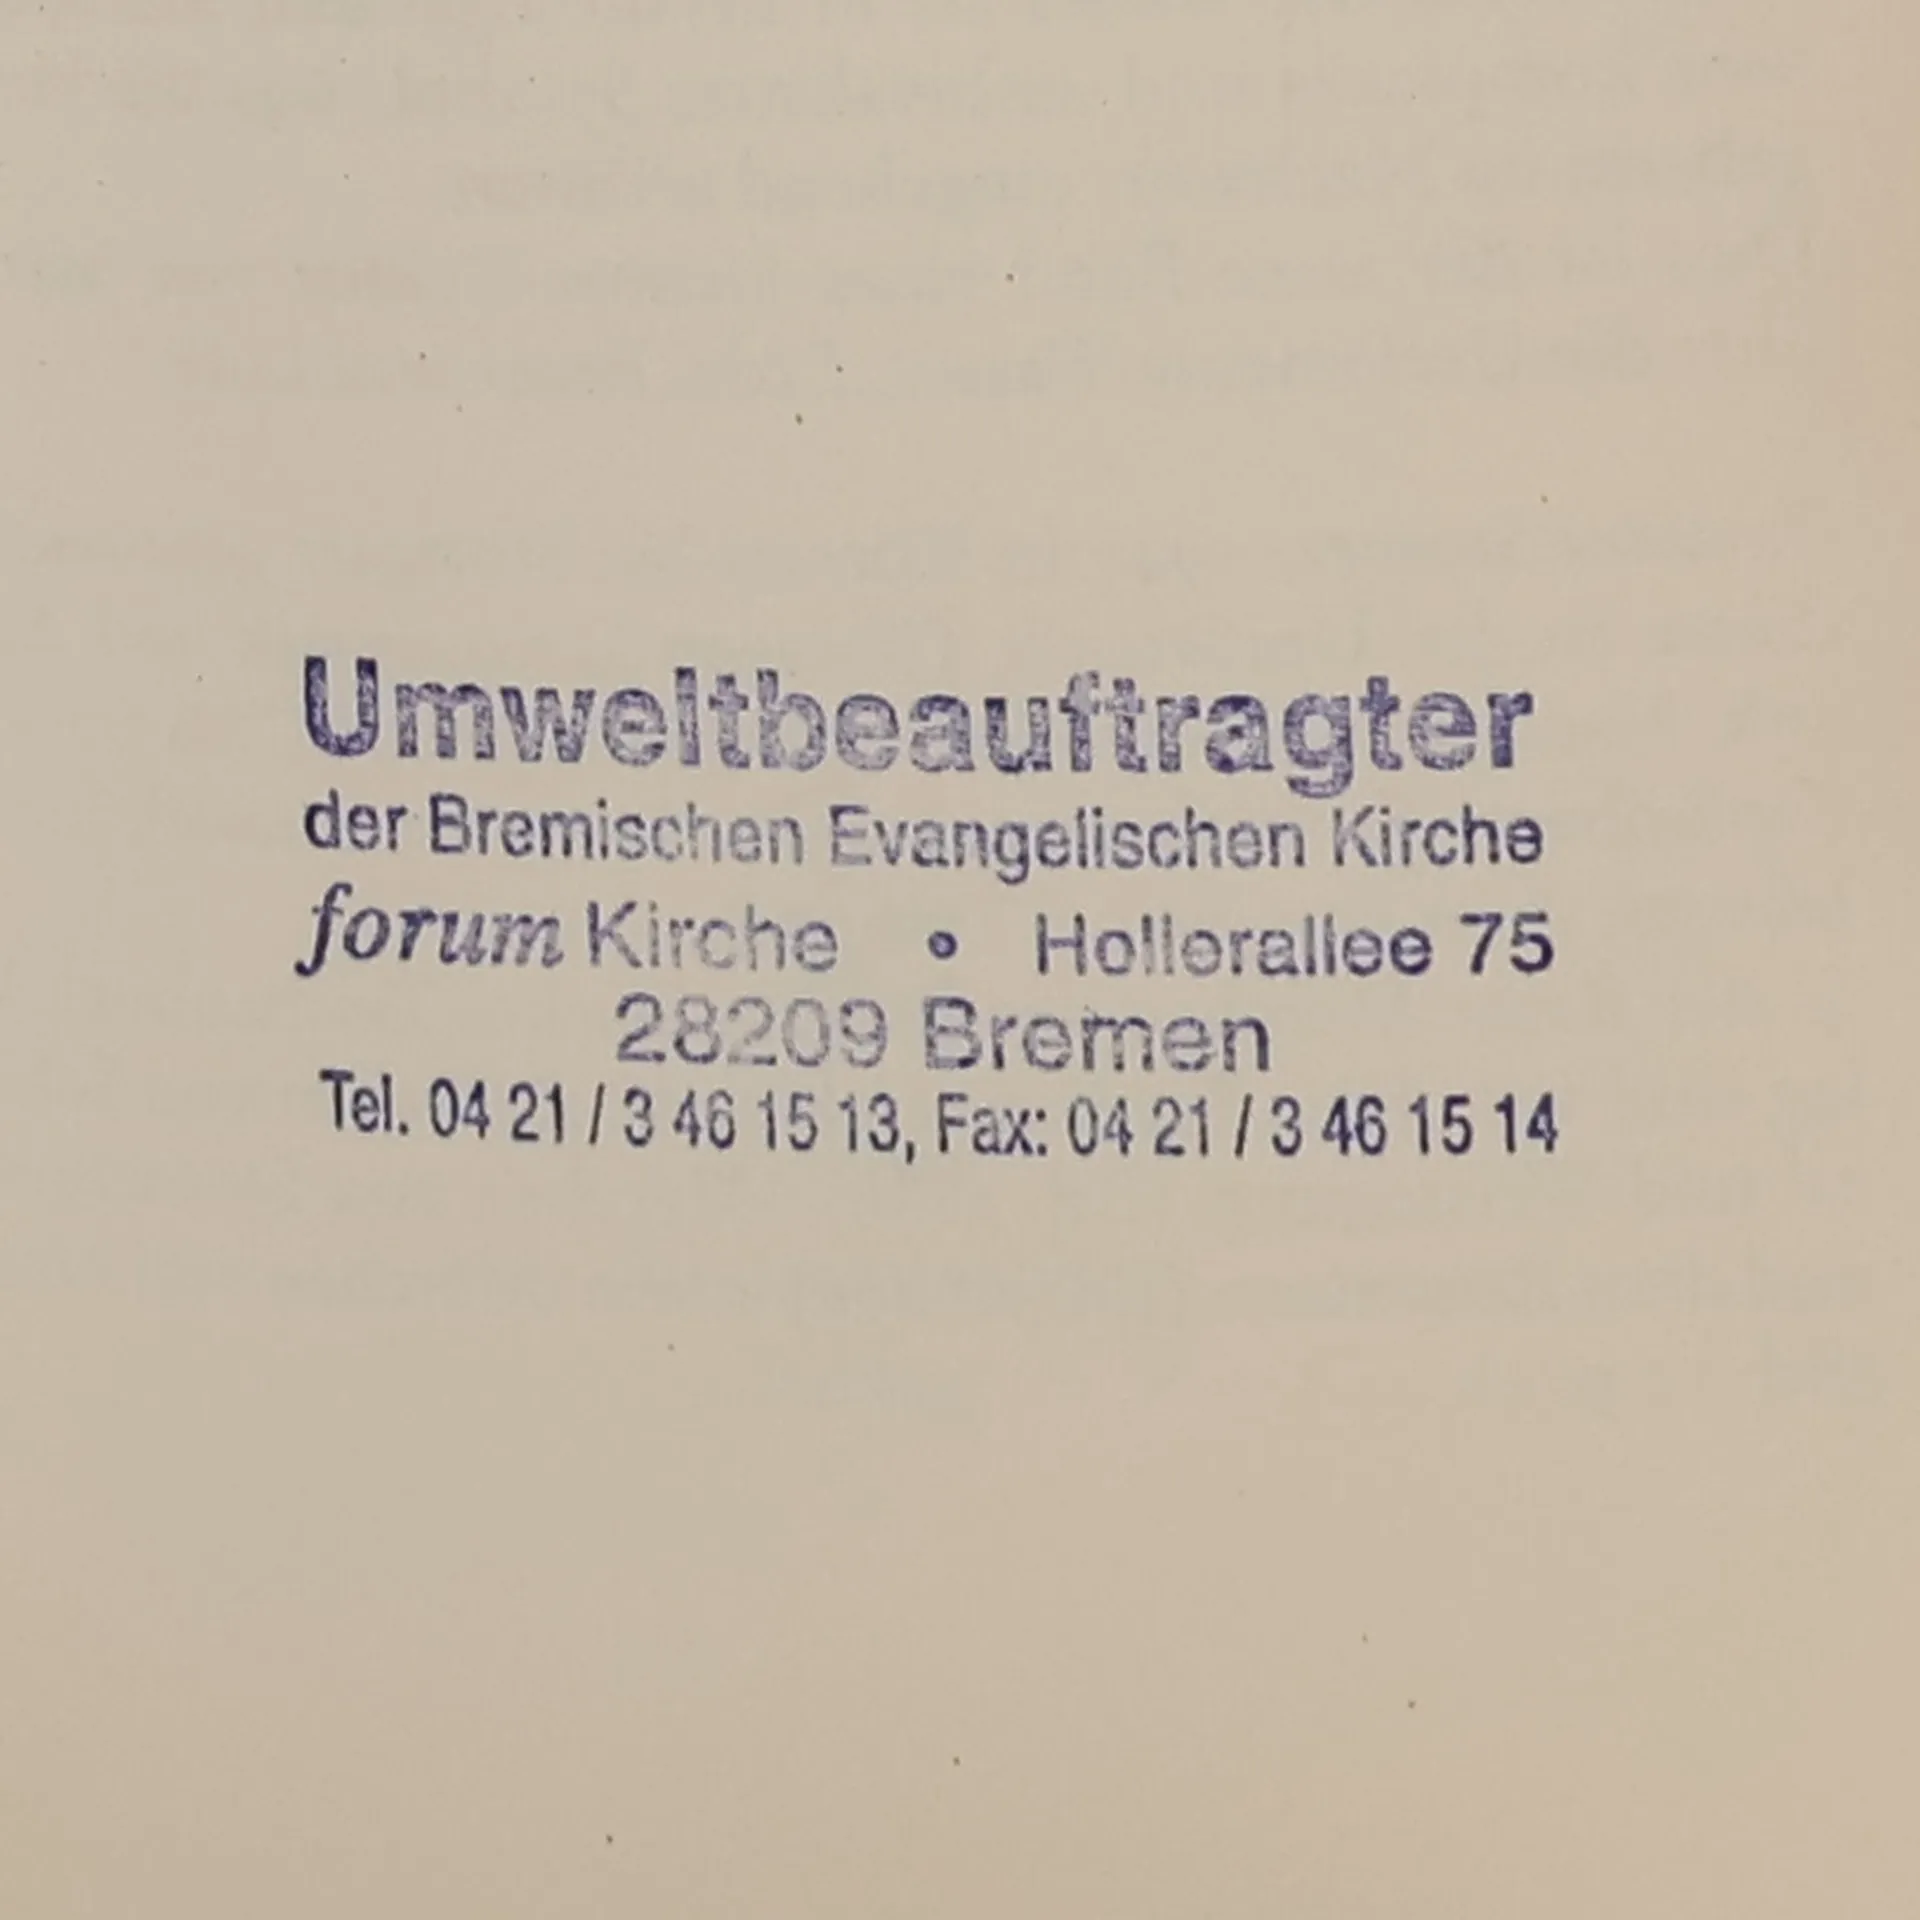 Umweltbeauftragter
der Bremischen Evangelischen Kirche
forum Kirche • Hollerallee 75
28209 Bremen
Tel. 04 21 / 3 46 15 13, Fax: 04 21 / 3 46 15 14